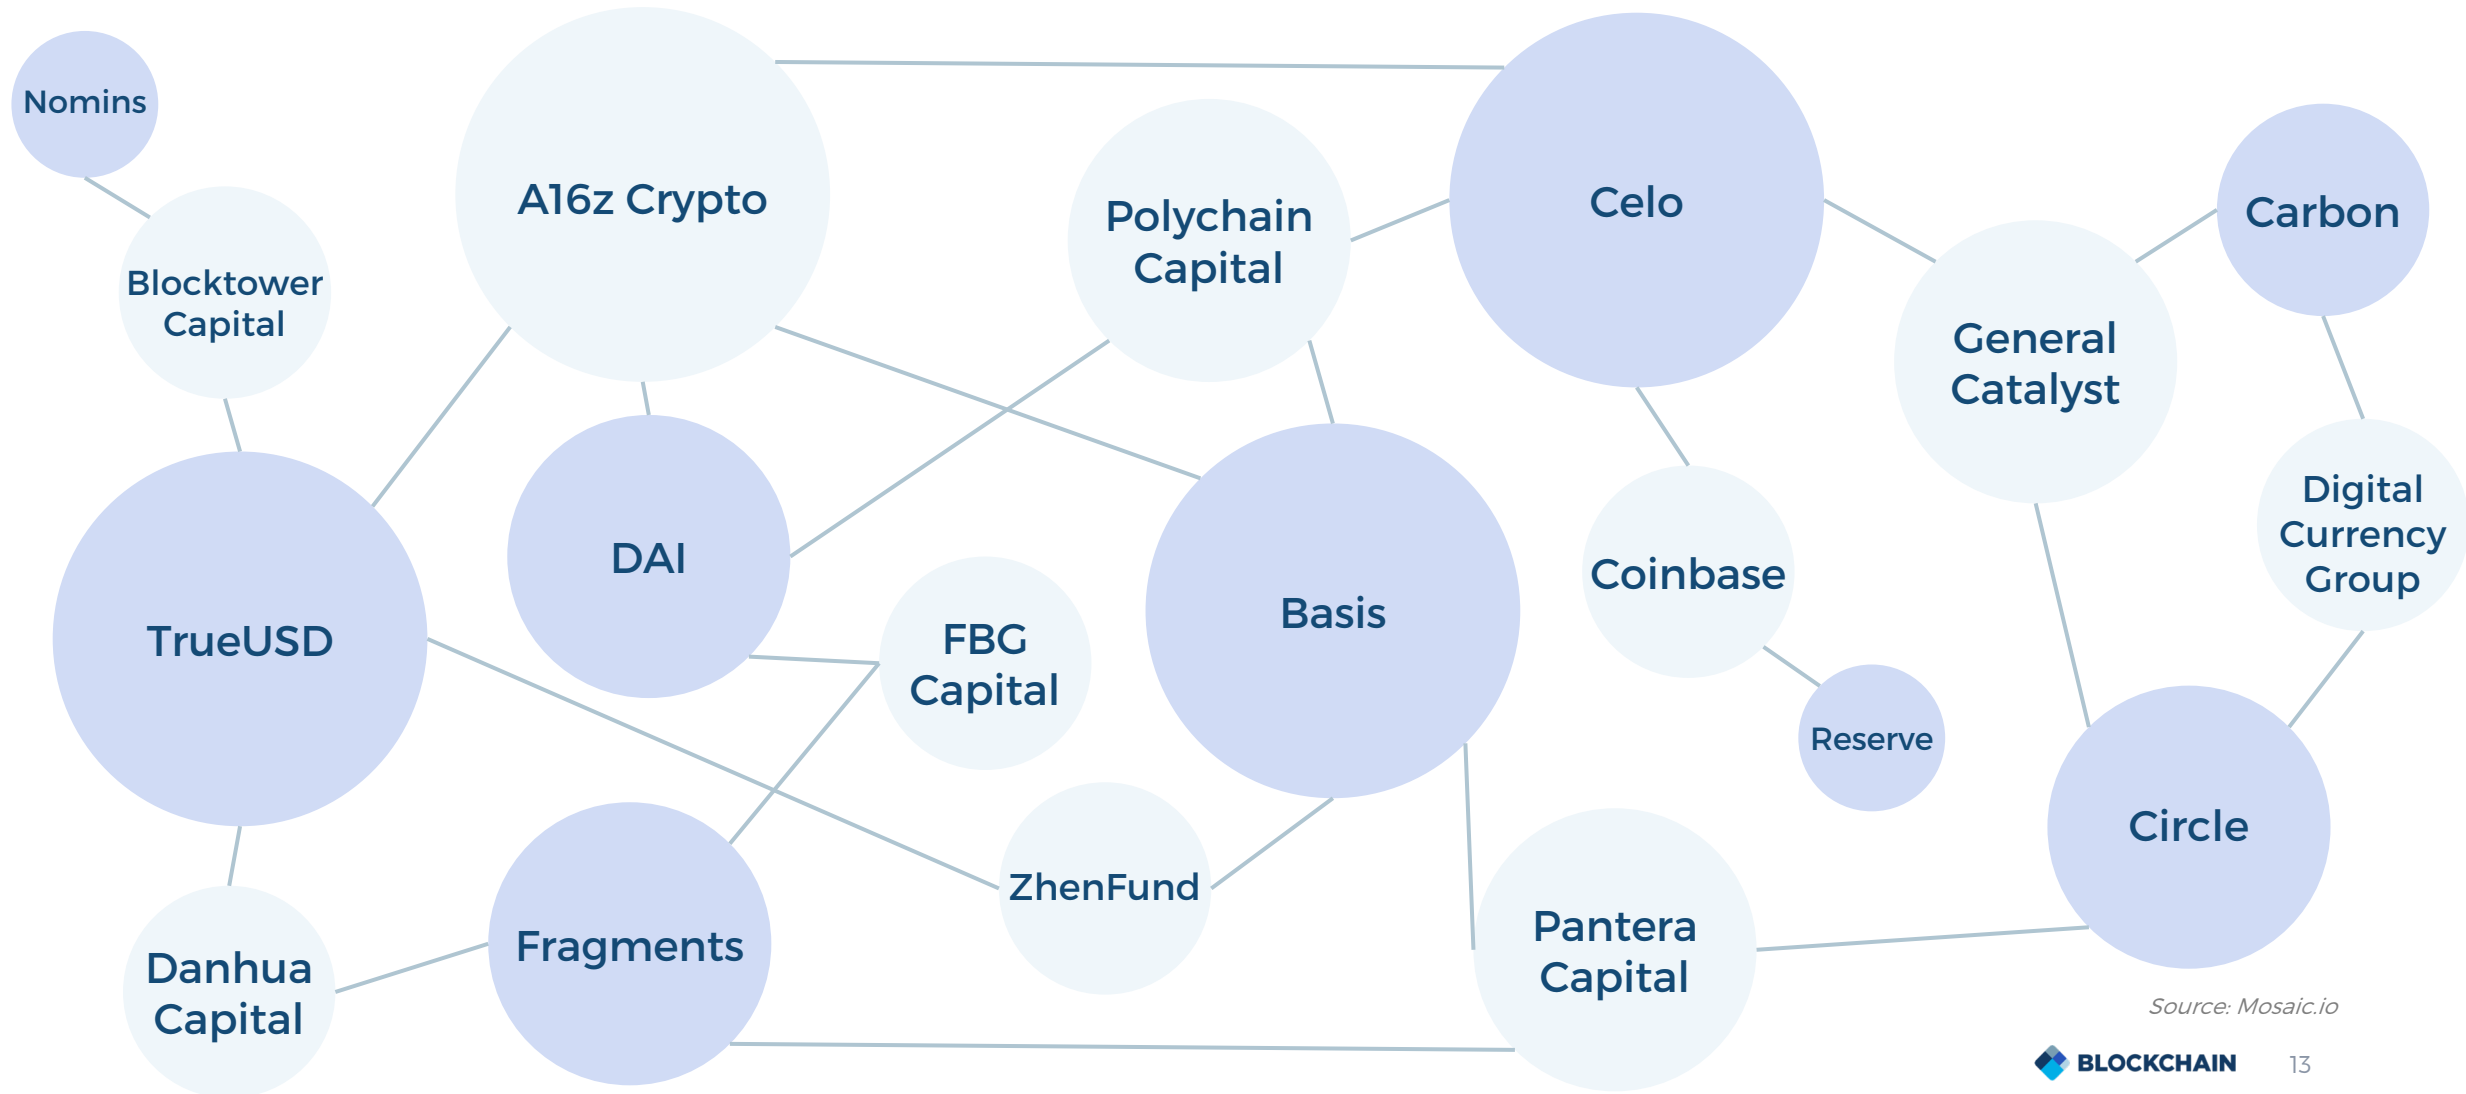 Nomins
A16z Crypto
Polychain
Capital
Celo
Carbon
Blocktower
Capital
General
Catalyst
Digital
Currency
Group
DAI
Coinbase
TrueUSD
FBG
Capital
Basis
Reserve
Circle
ZhenFund
Danhua
Capital
Fragments
Pantera
Capital
Source: Mosaic.io
BLOCKCHAIN
13